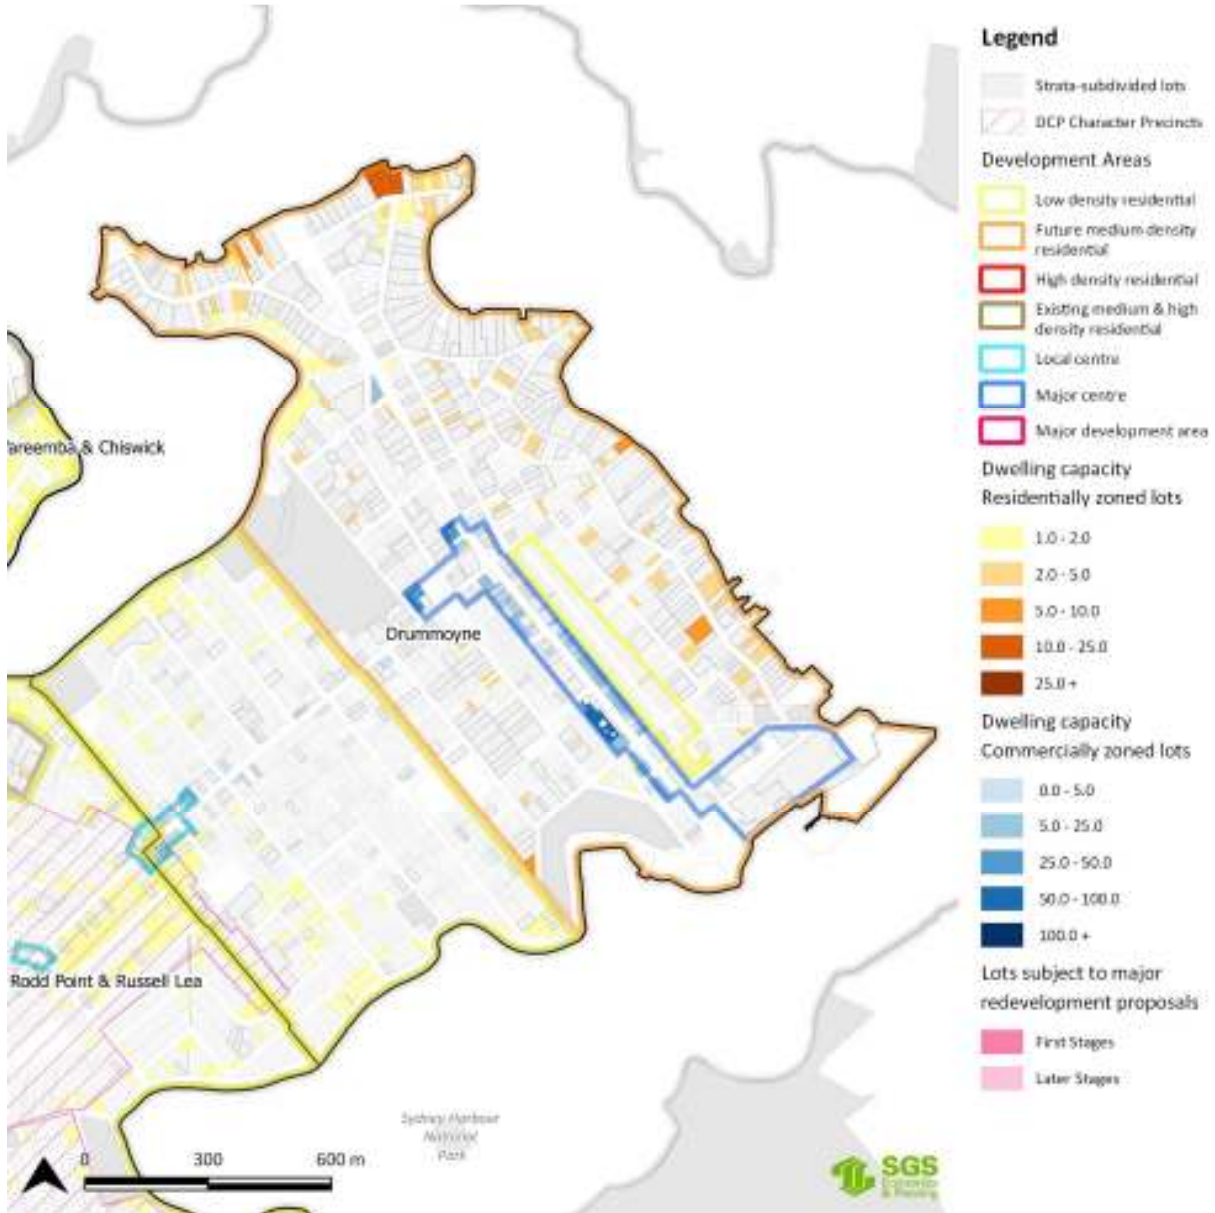 Legend
Strata-subdivided lots
DCP Character Precincts
Development Areas
Low density residential
Future medium density
residential
High density residential
Existing medium & high
density residential
Local centre
Major centre
Major development area
Dwelling capacity
Residentially zoned lots
1.0 - 2.0
2.0 - 5.0
5.0 - 10.0
10.0 - 25.0
25.0 +
Dwelling capacity
Commercially zoned lots
0.0 - 5.0
5.0 - 25.0
25.0 - 50.0
50.0 - 100.0
100.0 +
Lots subject to major
redevelopment proposals
First Stages
Later Stages
areemba & Chiswick
Drummoyne
Rodd Point & Russell Lea
Sydney Harbour
National
Park
0 300 600 m
SGS
Economics
& Planning